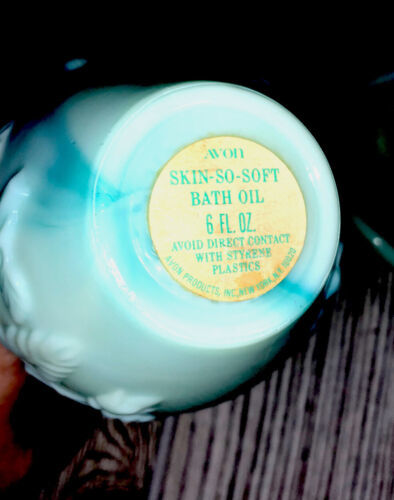 AVON
SKIN-SO-SOFT
BATH OIL
6 FL. OZ.
AVOID DIRECT CONTACT
WITH STYRENE
PLASTICS
AVON PRODUCTS, INC., NEW YORK, N.Y. 10020